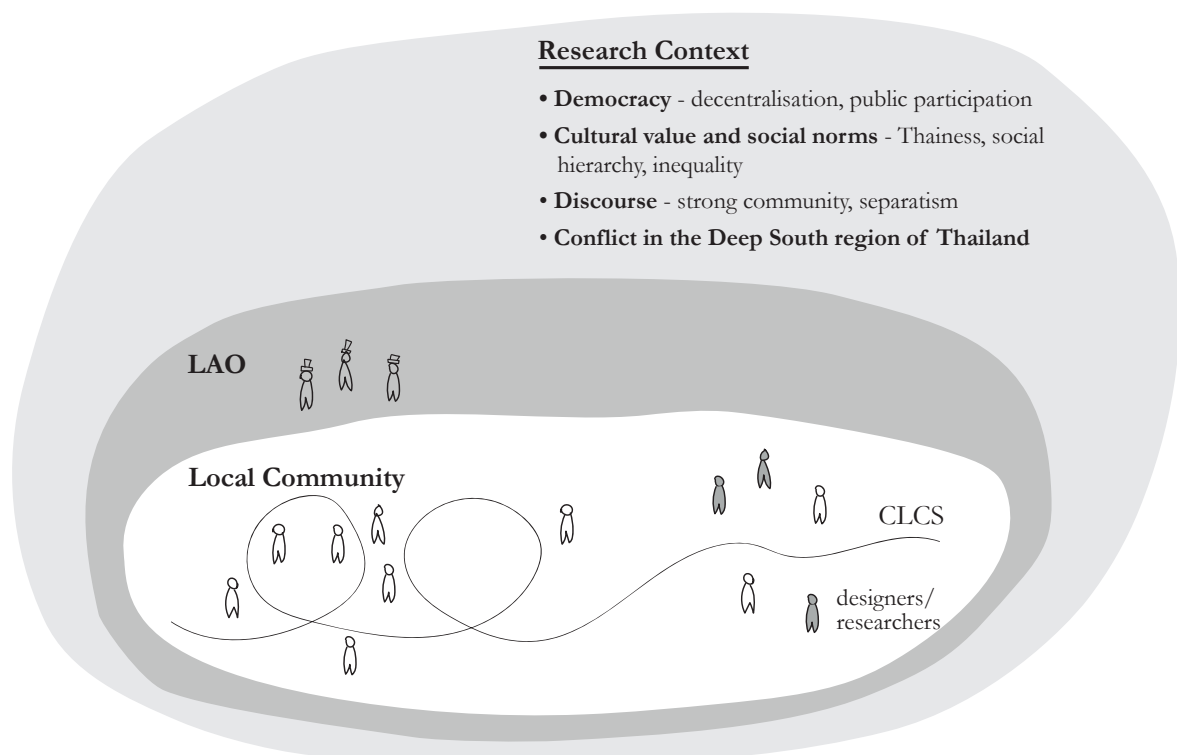 Research Context
• Democracy - decentralisation, public participation
• Cultural value and social norms - Thainess, social
hierarchy, inequality
• Discourse - strong community, separatism
• Conflict in the Deep South region of Thailand
LAO
Local Community
CLCS
designers/
researchers